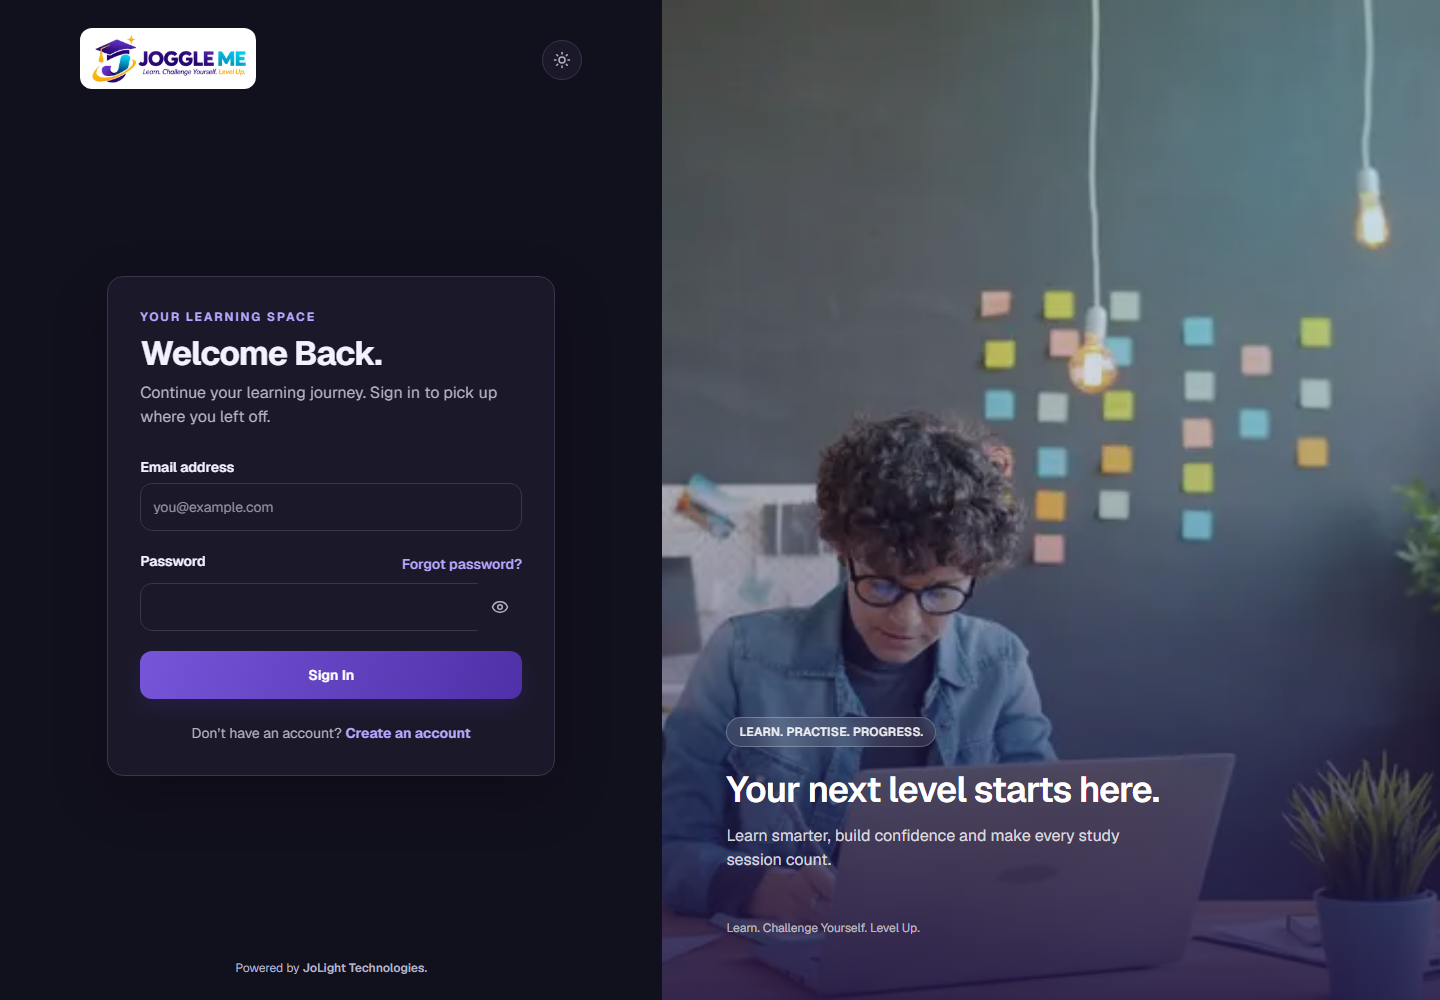 JOGGLE ME
Learn. Challenge Yourself. Level Up.
YOUR LEARNING SPACE
Welcome Back.
Continue your learning journey. Sign in to pick up
where you left off.
Email address
you@example.com
Password
Forgot password?
Sign In
Don't have an account? Create an account
Powered by JoLight Technologies.
LEARN. PRACTISE. PROGRESS.
Your next level starts here.
Learn smarter, build confidence and make every study
session count.
Learn. Challenge Yourself. Level Up.